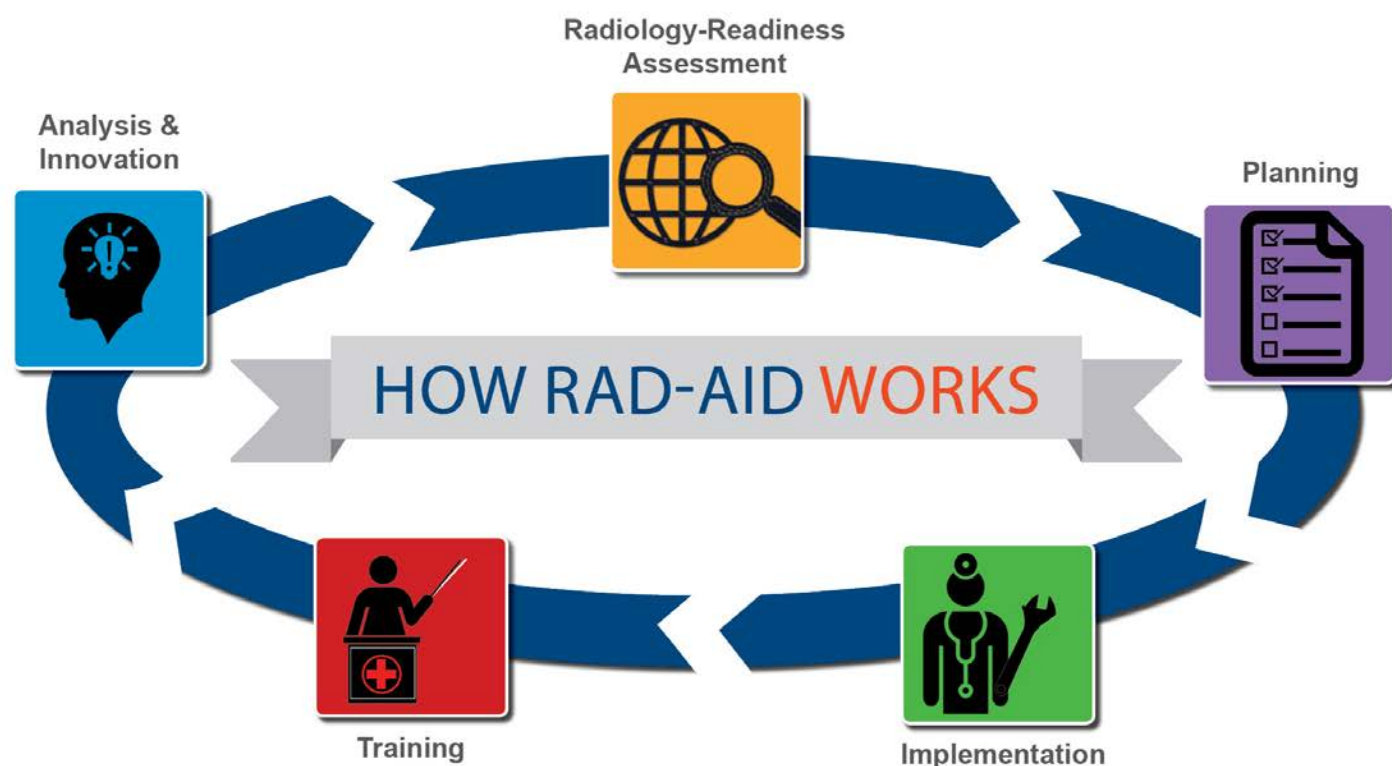 Radiology-Readiness
Assessment
Analysis &
Innovation
Planning
HOW RAD-AID WORKS
Training
Implementation